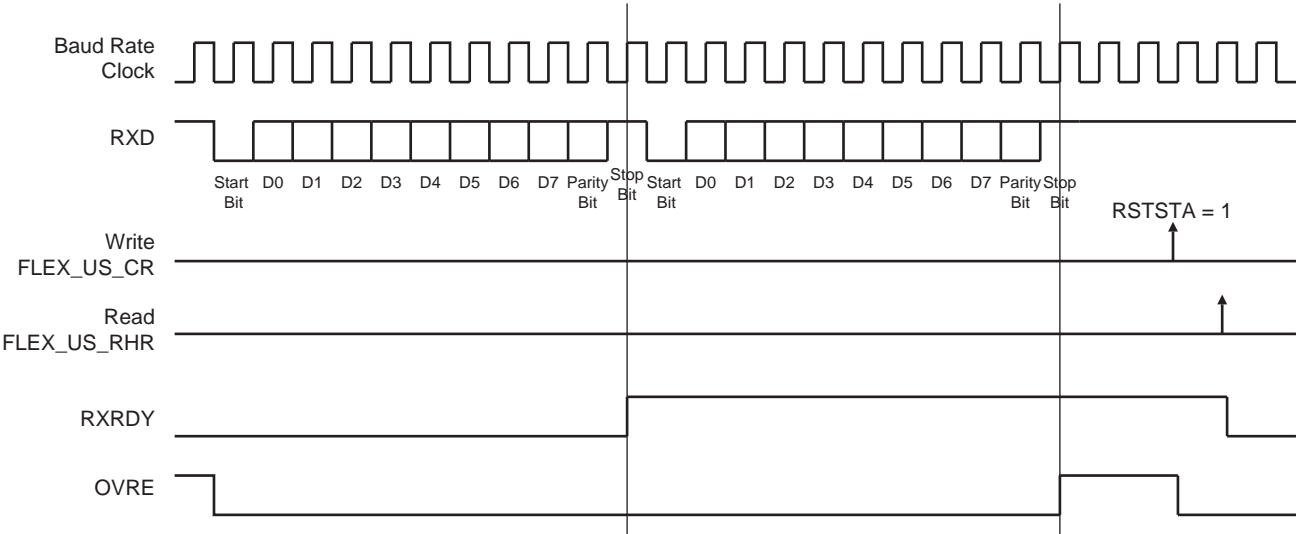 Baud Rate
Clock
RXD
Start D0 D1 D2 D3 D4 D5 D6 D7 Parity Stop Start D0 D1 D2 D3 D4 D5 D6 D7 Parity Stop
Bit Bit Bit Bit Bit Bit
RSTSTA = 1
Write
FLEX_US_CR
Read
FLEX_US_RHR
RXRDY
OVRE